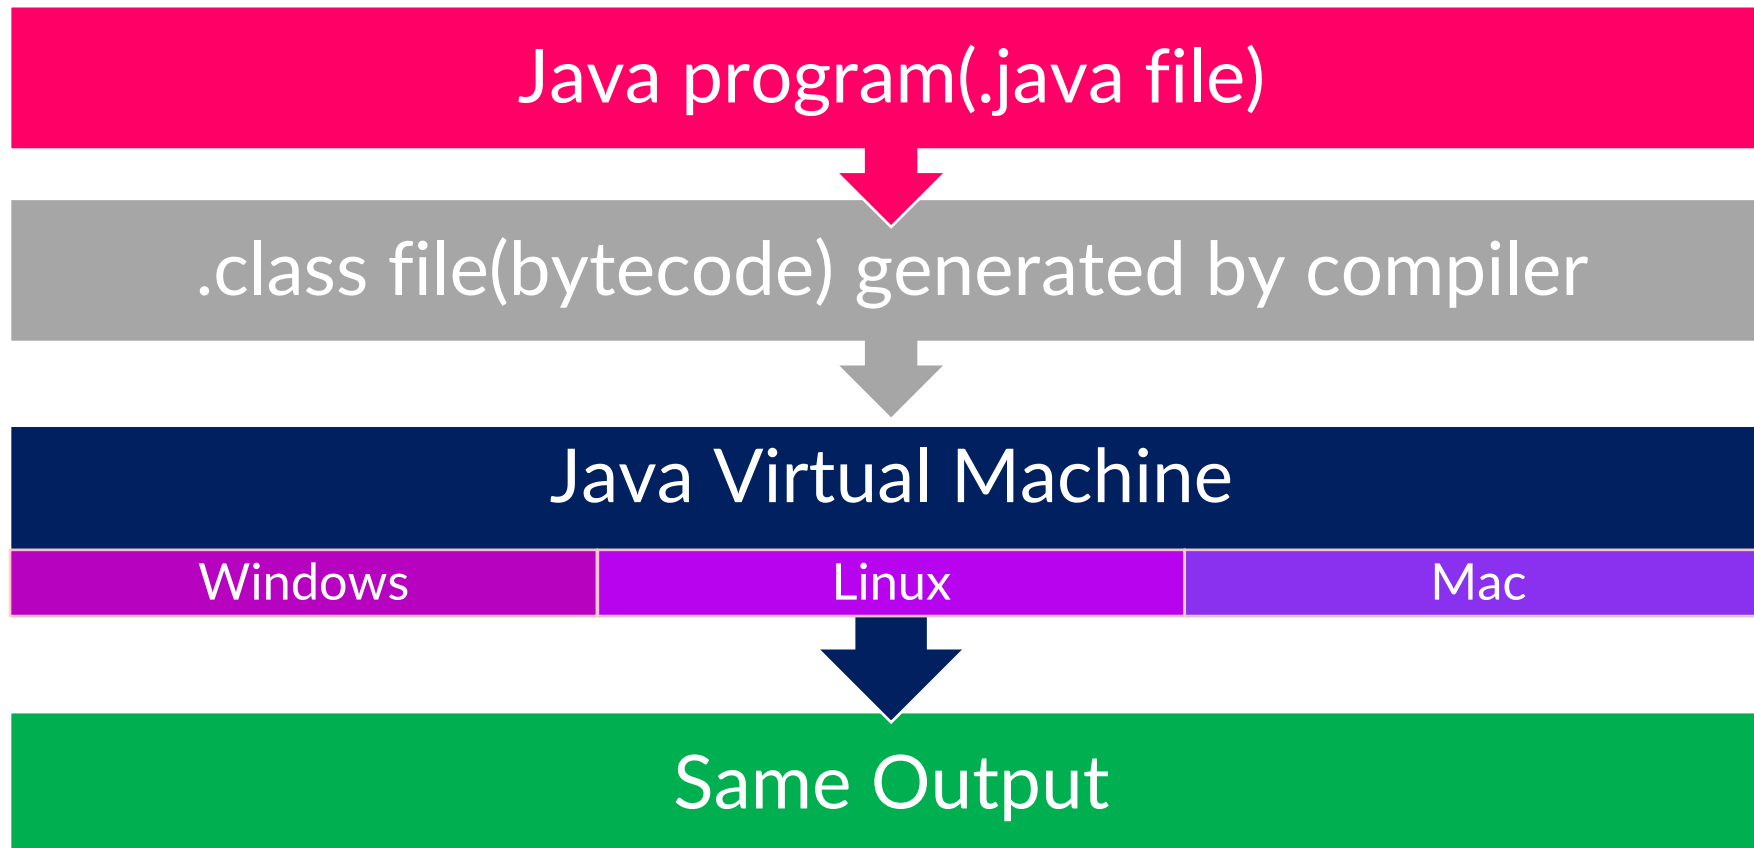 Java program(.java file)
.class file(bytecode) generated by compiler
Java Virtual Machine
Windows
Linux
Mac
Same Output